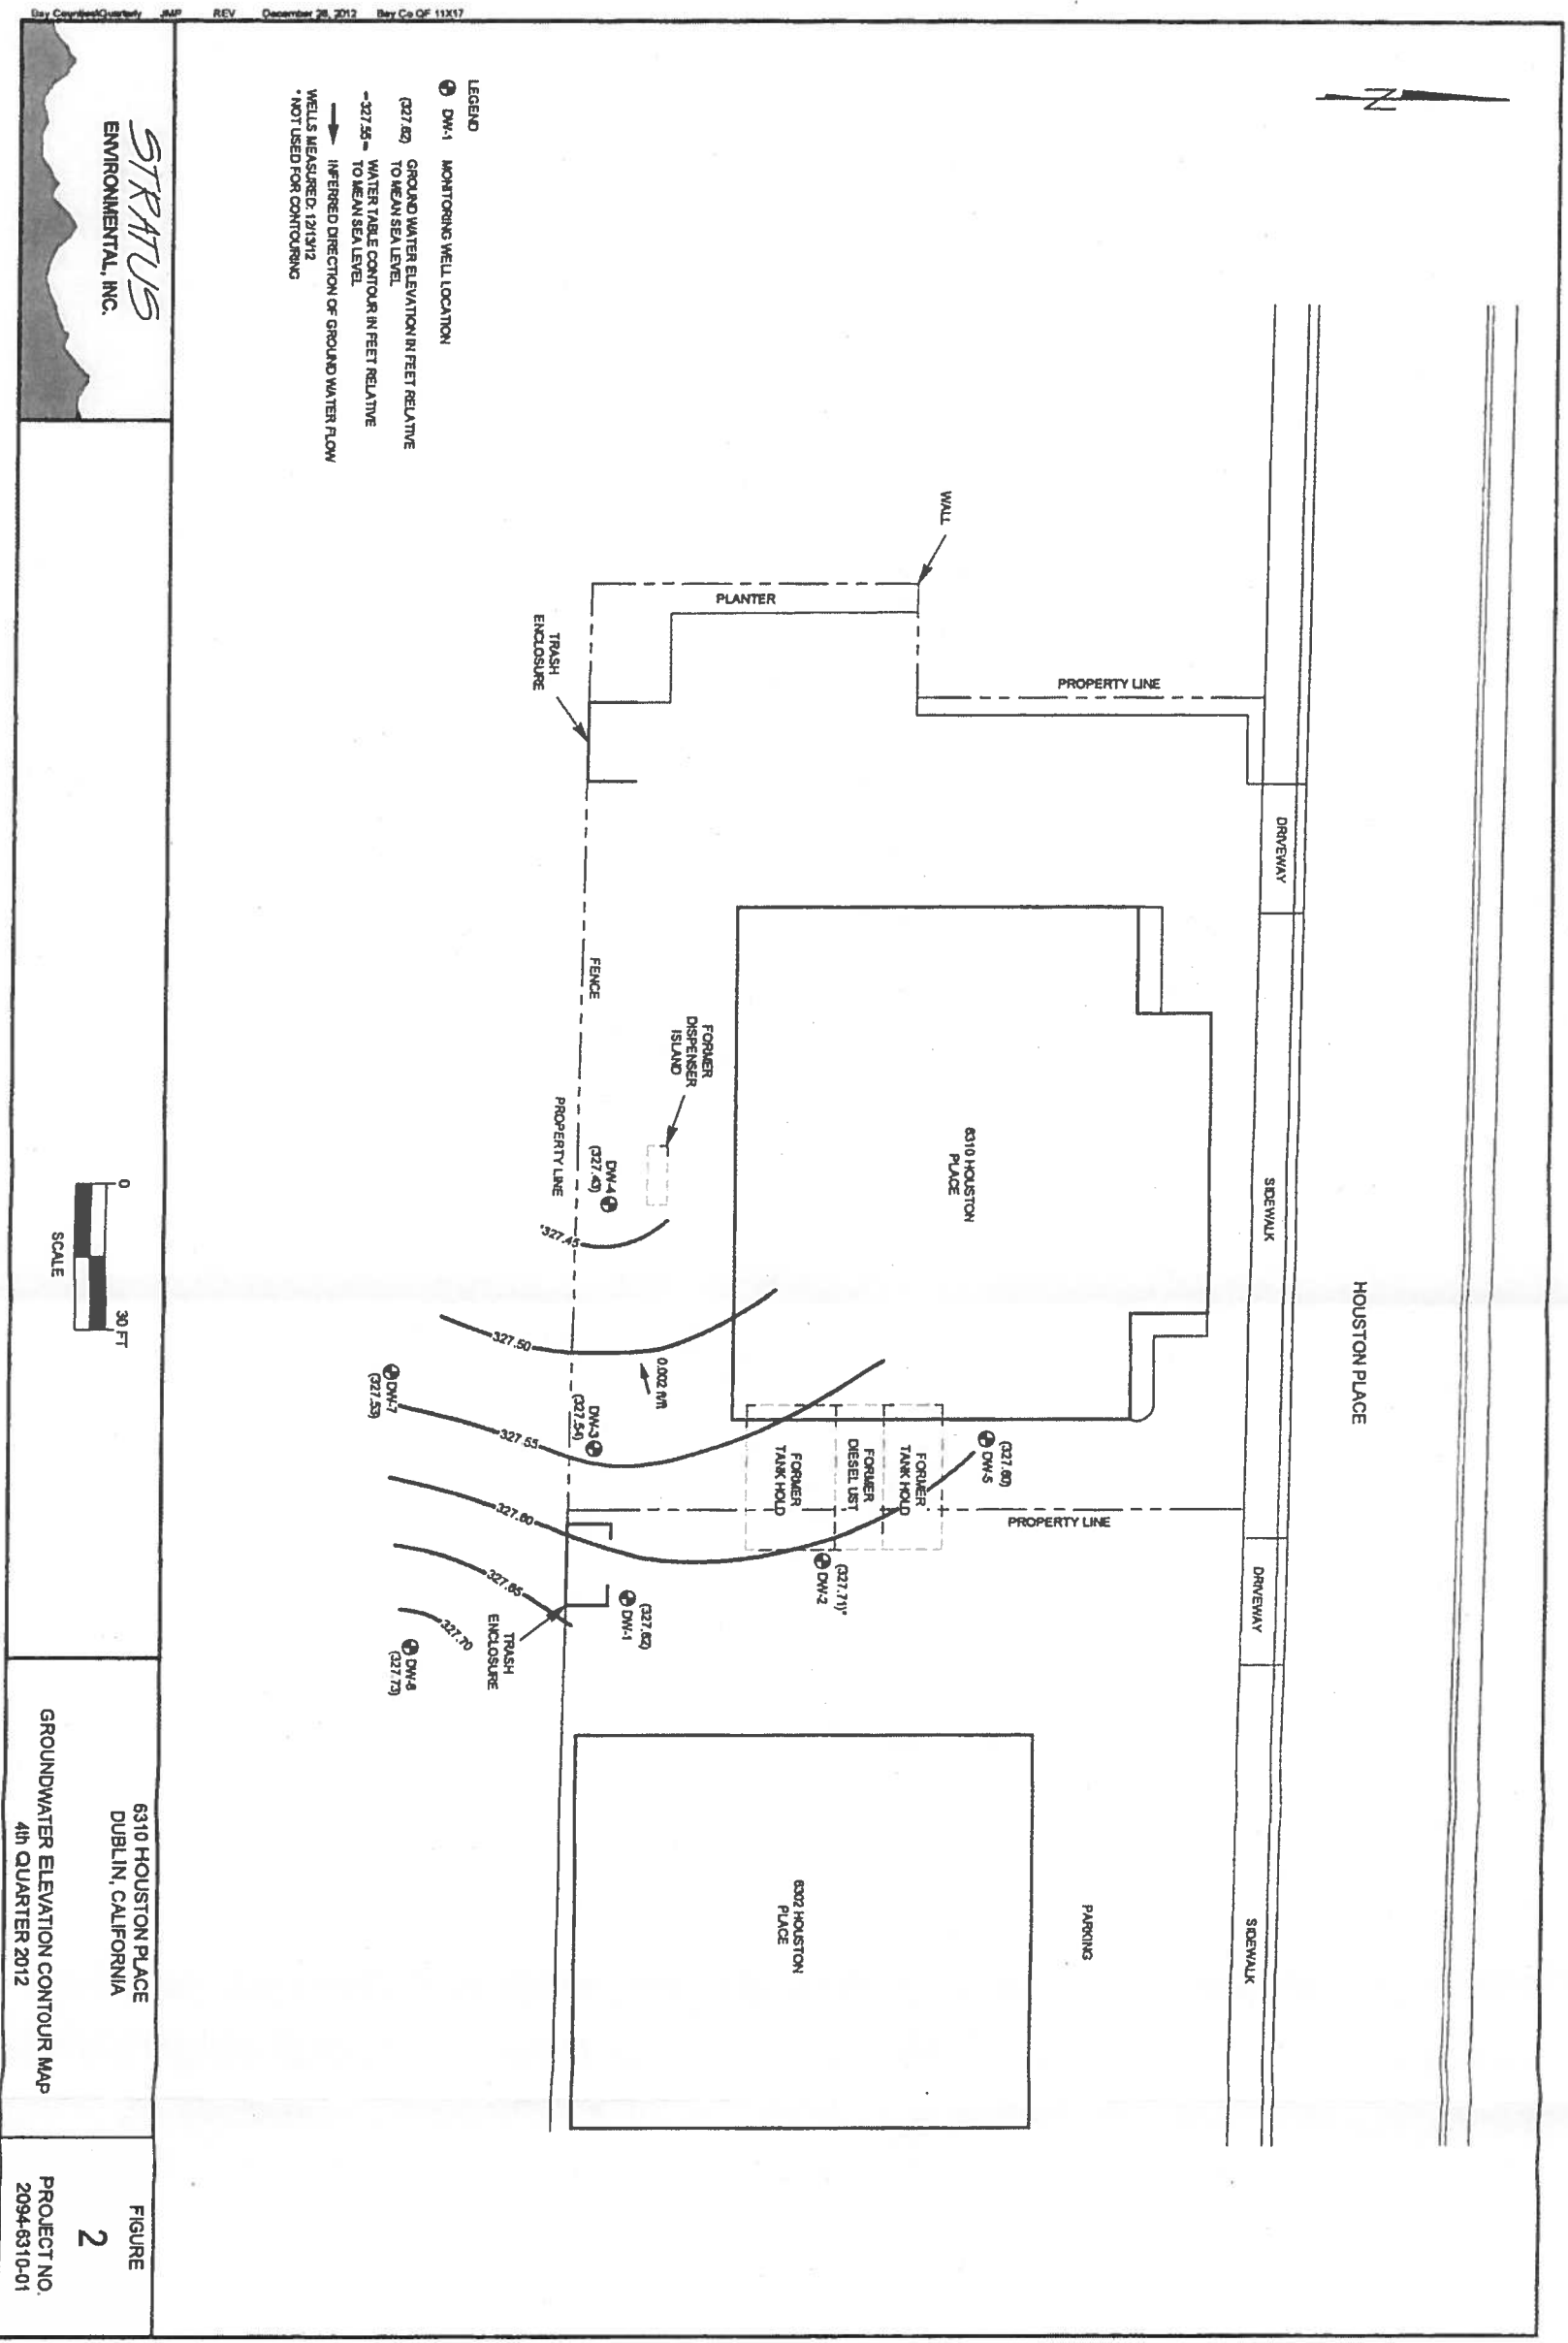 Bay Counties\Quarterly JMP REV December 28, 2012 Bay Co QF 11X17
N
HOUSTON PLACE
DRIVEWAY
SIDEWALK
DRIVEWAY
SIDEWALK
PARKING
WALL
PLANTER
TRASH
ENCLOSURE
PROPERTY LINE
6310 HOUSTON
PLACE
FENCE
FORMER
DISPENSER
ISLAND
PROPERTY LINE
DW-4
(327.43)
327.45
327.50
0.002 ft/ft
DW-7
(327.53)
327.55
DW-3
(327.54)
FORMER
TANK HOLD
FORMER
DIESEL UST
FORMER
TANK HOLD
(327.60)
DW-5
PROPERTY LINE
327.60
(327.71)*
DW-2
(327.62)
DW-1
327.65
327.70
TRASH
ENCLOSURE
DW-6
(327.73)
6302 HOUSTON
PLACE
LEGEND
DW-1 MONITORING WELL LOCATION
(327.62) GROUND WATER ELEVATION IN FEET RELATIVE
TO MEAN SEA LEVEL
-327.55- WATER TABLE CONTOUR IN FEET RELATIVE
TO MEAN SEA LEVEL
INFERRED DIRECTION OF GROUND WATER FLOW
WELLS MEASURED: 12/13/12
* NOT USED FOR CONTOURING
STRATUS
ENVIRONMENTAL, INC.
0 30 FT
SCALE
6310 HOUSTON PLACE
DUBLIN, CALIFORNIA
GROUNDWATER ELEVATION CONTOUR MAP
4th QUARTER 2012
FIGURE
2
PROJECT NO.
2094-6310-01